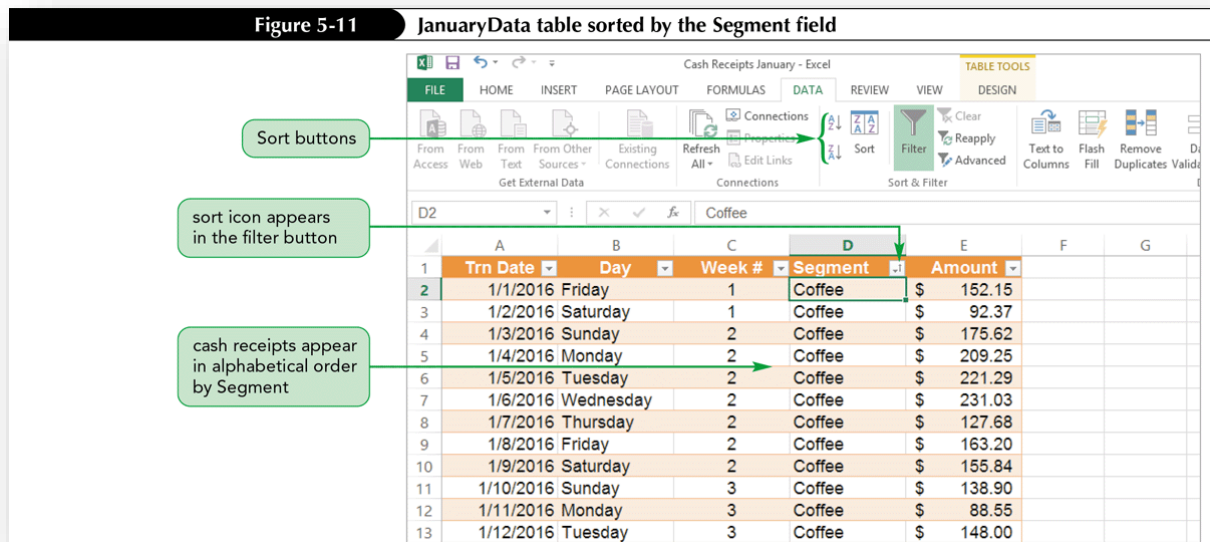 Figure 5-11 JanuaryData table sorted by the Segment field
Cash Receipts January - Excel TABLE TOOLS
FILE HOME INSERT PAGE LAYOUT FORMULAS DATA REVIEW VIEW DESIGN
Sort buttons
From Access
From Web
From Text
From Other Sources
Existing Connections
Get External Data
Refresh All
Connections
Properties
Edit Links
Connections
A Z
Z A
Z A A Z
Sort
Filter
Clear
Reapply
Advanced
Sort & Filter
Text to Columns
Flash Fill
Remove Duplicates
sort icon appears
in the filter button
D2 fx Coffee
A B C D E F G
1 Trn Date Day Week # Segment Amount
2 1/1/2016 Friday 1 Coffee $ 152.15
3 1/2/2016 Saturday 1 Coffee $ 92.37
4 1/3/2016 Sunday 2 Coffee $ 175.62
cash receipts appear
in alphabetical order
by Segment
5 1/4/2016 Monday 2 Coffee $ 209.25
6 1/5/2016 Tuesday 2 Coffee $ 221.29
7 1/6/2016 Wednesday 2 Coffee $ 231.03
8 1/7/2016 Thursday 2 Coffee $ 127.68
9 1/8/2016 Friday 2 Coffee $ 163.20
10 1/9/2016 Saturday 2 Coffee $ 155.84
11 1/10/2016 Sunday 3 Coffee $ 138.90
12 1/11/2016 Monday 3 Coffee $ 88.55
13 1/12/2016 Tuesday 3 Coffee $ 148.00